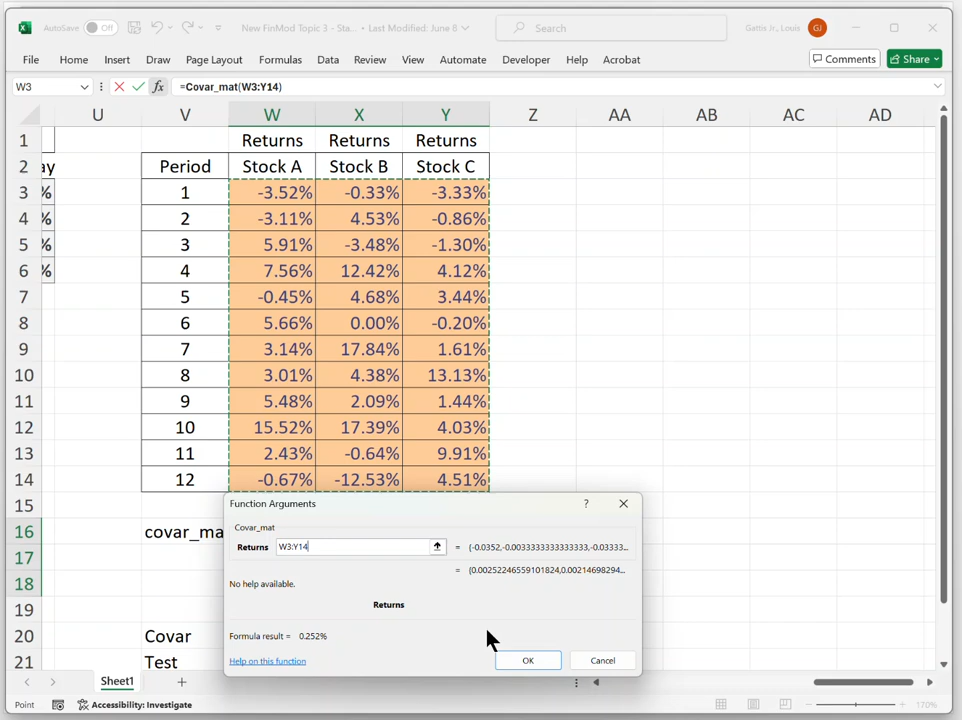 AutoSave Off New FinMod Topic 3 - Sta... • Last Modified: June 8 Search Gattis Jr., Louis GJ
File Home Insert Draw Page Layout Formulas Data Review View Automate Developer Help Acrobat Comments Share
W3 fx =Covar_mat(W3:Y14)
U V W X Y Z AA AB AC AD
1 Returns Returns Returns
2 ay Period Stock A Stock B Stock C
3 % 1 -3.52% -0.33% -3.33%
4 % 2 -3.11% 4.53% -0.86%
5 % 3 5.91% -3.48% -1.30%
6 % 4 7.56% 12.42% 4.12%
7 5 -0.45% 4.68% 3.44%
8 6 5.66% 0.00% -0.20%
9 7 3.14% 17.84% 1.61%
10 8 3.01% 4.38% 13.13%
11 9 5.48% 2.09% 1.44%
12 10 15.52% 17.39% 4.03%
13 11 2.43% -0.64% 9.91%
14 12 -0.67% -12.53% 4.51%
15
16 covar_ma
17
18
19
20 Covar
21 Test
Function Arguments ?
Covar_mat
Returns W3:Y14 = {-0.0352,-0.0033333333333333,-0.03333...
= {0.00252246559101824,0.00214698294...
No help available.
Returns
Formula result = 0.252%
Help on this function OK Cancel
Sheet1
Point Accessibility: Investigate 170%